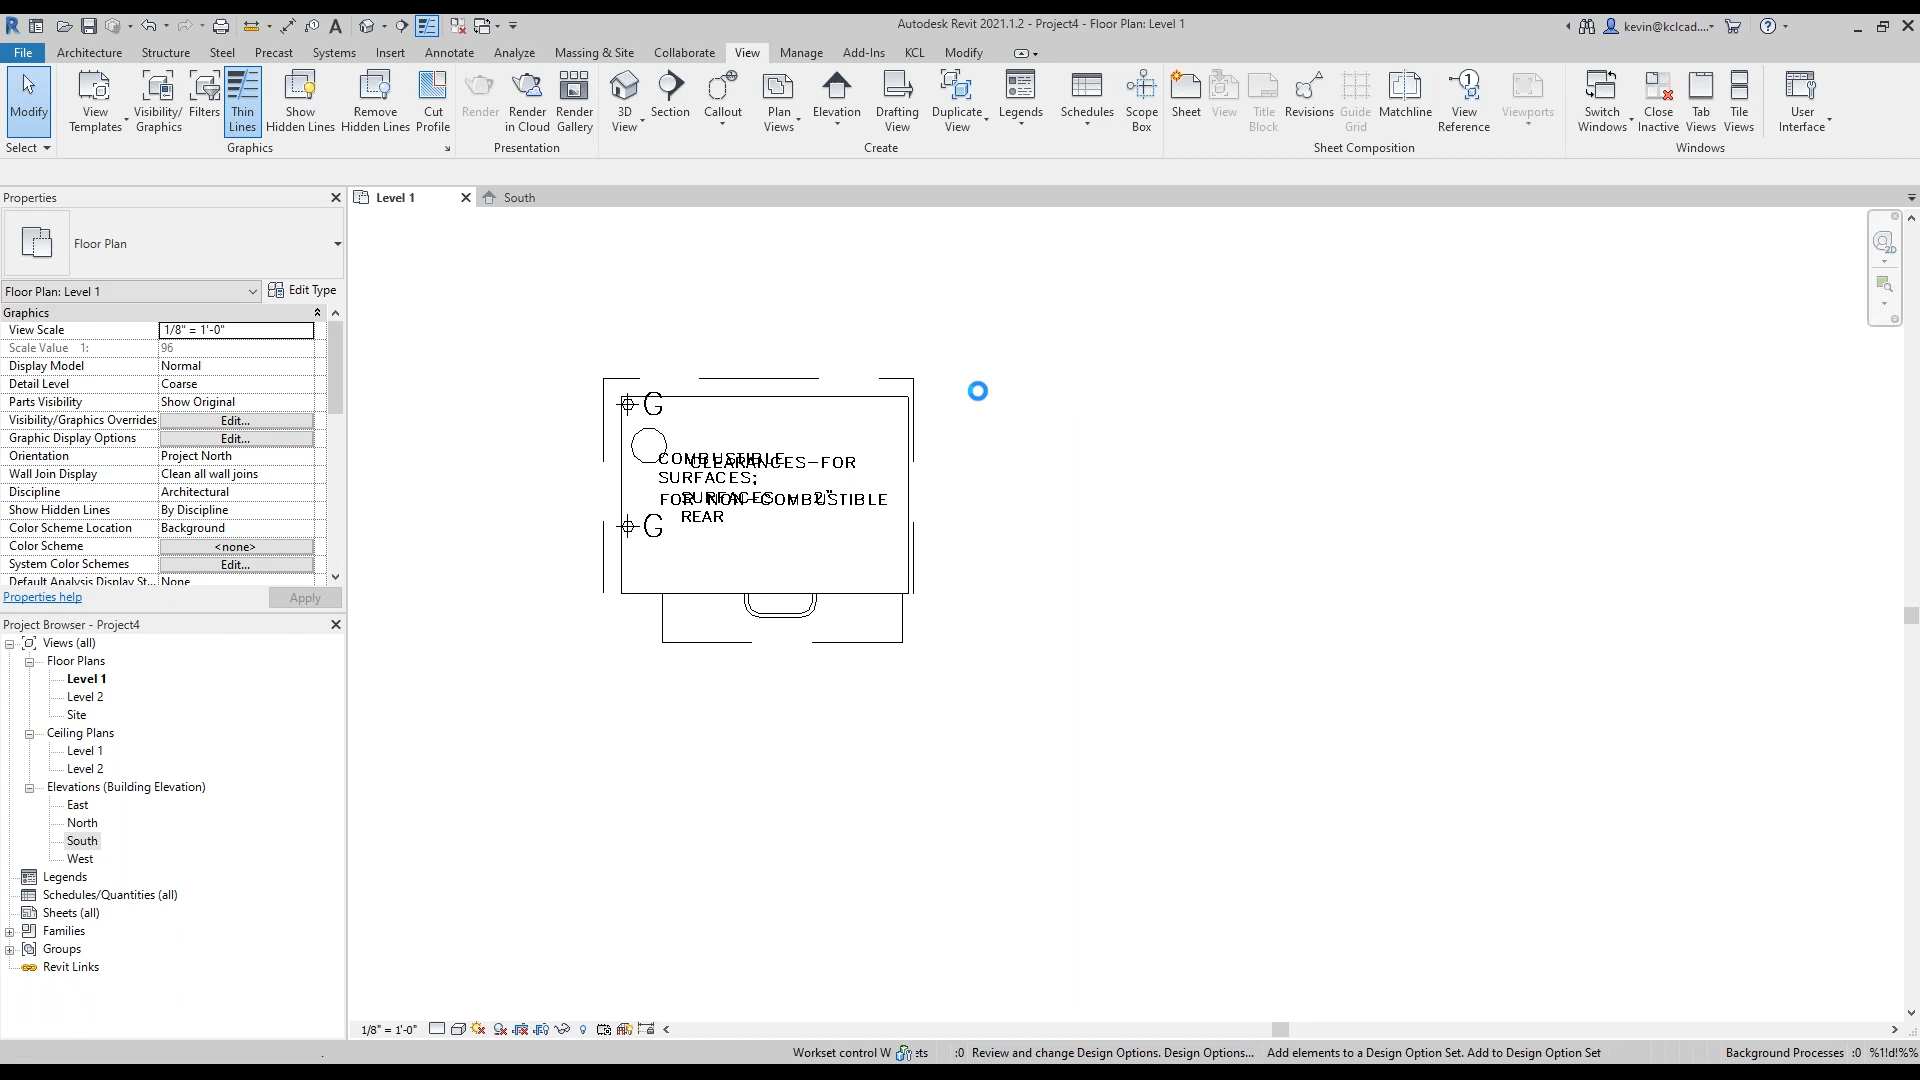 Autodesk Revit 2021.1.2 - Project4 - Floor Plan: Level 1
kevin@kclcad....
File Architecture Structure Steel Precast Systems Insert Annotate Analyze Massing & Site Collaborate View Manage Add-Ins KCL Modify
Modify
View Templates
Visibility/ Graphics
Filters
Thin Lines
Show Hidden Lines
Remove Hidden Lines
Cut Profile
Render
Render in Cloud
Render Gallery
3D View
Section
Callout
Plan Views
Elevation
Drafting View
Duplicate View
Legends
Schedules
Scope Box
Sheet
View
Title Block
Revisions
Guide Grid
Matchline
View Reference
Viewports
Switch Windows
Close Inactive
Tab Views
Tile Views
User Interface
Select Graphics Presentation Create Sheet Composition Windows
Properties
Level 1 South
Floor Plan
Floor Plan: Level 1 Edit Type
Graphics
View Scale 1/8" = 1'-0"
Scale Value 1: 96
Display Model Normal
Detail Level Coarse
Parts Visibility Show Original
Visibility/Graphics Overrides Edit...
Graphic Display Options Edit...
Orientation Project North
Wall Join Display Clean all wall joins
Discipline Architectural
Show Hidden Lines By Discipline
Color Scheme Location Background
Color Scheme <none>
System Color Schemes Edit...
Default Analysis Display St... None
Properties help Apply
Project Browser - Project4
Views (all)
Floor Plans
Level 1
Level 2
Site
Ceiling Plans
Level 1
Level 2
Elevations (Building Elevation)
East
North
South
West
Legends
Schedules/Quantities (all)
Sheets (all)
Families
Groups
Revit Links
G
COMBUSTIBLE
CLEARANCES-FOR
SURFACES;
SURFACES - 2"
FOR NON-COMBUSTIBLE
REAR
G
1/8" = 1'-0"
Workset control W ets :0 Review and change Design Options. Design Options... Add elements to a Design Option Set. Add to Design Option Set Background Processes :0 %1!d!%%